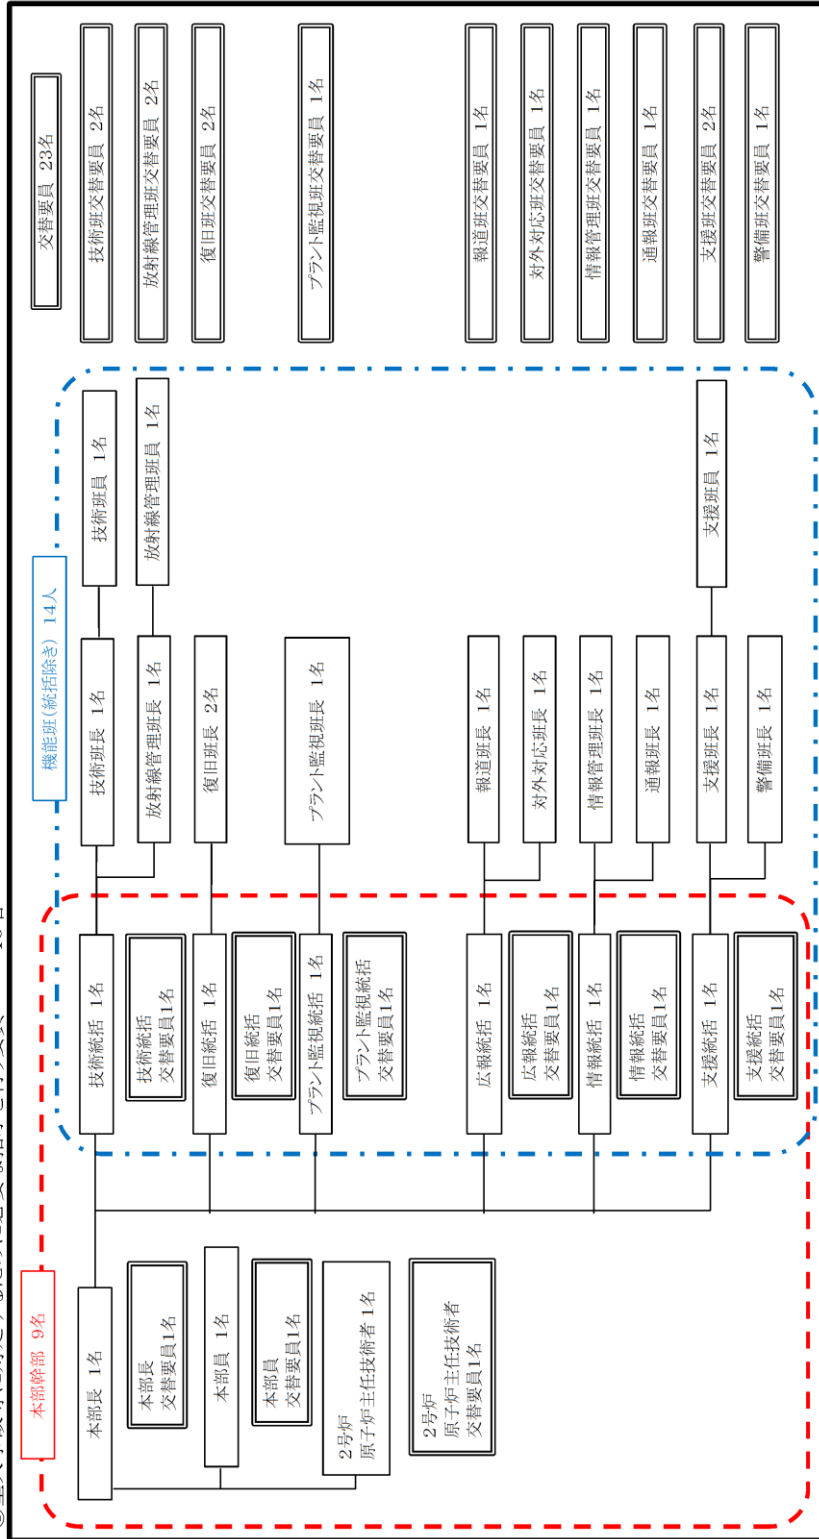 本部幹部 9名
機能班(統括除き) 14人
交替要員 23名
本部長 1名
本部長
交替要員1名
本部員 1名
本部員
交替要員1名
2号炉
原子炉主任技術者 1名
2号炉
原子炉主任技術者
交替要員1名
技術統括 1名
技術統括
交替要員1名
復旧統括 1名
復旧統括
交替要員1名
プラント監視統括 1名
プラント監視統括
交替要員1名
広報統括 1名
広報統括
交替要員1名
情報統括 1名
情報統括
交替要員1名
支援統括 1名
支援統括
交替要員1名
技術班長 1名
放射線管理班長 1名
復旧班長 2名
プラント監視班長 1名
報道班長 1名
対外対応班長 1名
情報管理班長 1名
通報班長 1名
支援班長 1名
警備班長 1名
技術班員 1名
放射線管理班員 1名
支援班員 1名
技術班交替要員 2名
放射線管理班交替要員 2名
復旧班交替要員 2名
プラント監視班交替要員 1名
報道班交替要員 1名
対外対応班交替要員 1名
情報管理班交替要員 1名
通報班交替要員 1名
支援班交替要員 2名
警備班交替要員 1名